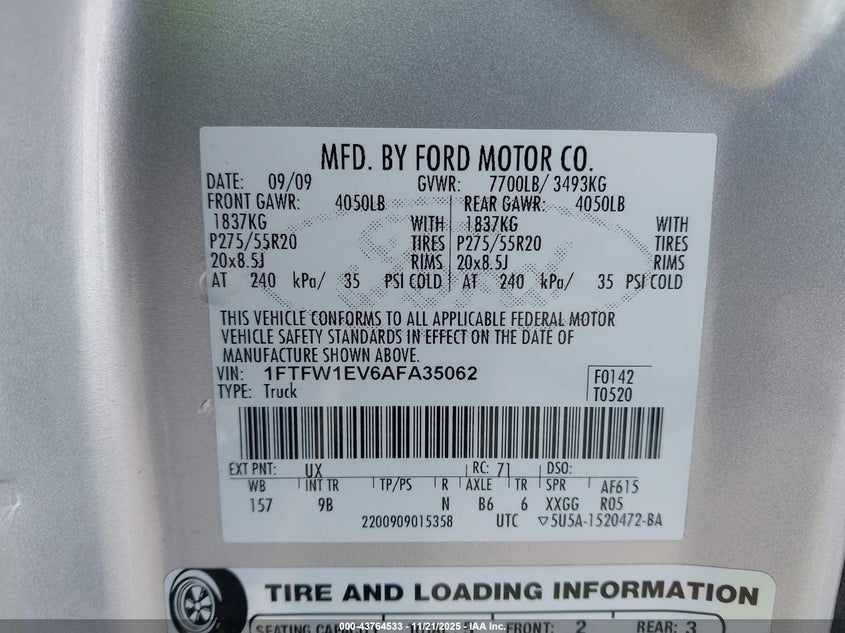 MFD. BY FORD MOTOR CO.
DATE: 09/09 GVWR: 7700LB/ 3493KG
FRONT GAWR: 4050LB REAR GAWR: 4050LB
1837KG WITH 1837KG WITH
P275/55R20 TIRES P275/55R20 TIRES
20x8.5J RIMS 20x8.5J RIMS
AT 240 kPa/ 35 PSI COLD AT 240 kPa/ 35 PSI COLD
THIS VEHICLE CONFORMS TO ALL APPLICABLE FEDERAL MOTOR
VEHICLE SAFETY STANDARDS IN EFFECT ON THE DATE OF
MANUFACTURE SHOWN ABOVE.
VIN: 1FTFW1EV6AFA35062 F0142
TYPE: Truck T0520
EXT PNT: UX RC: 71 DSO:
WB INT TR TP/PS R AXLE TR SPR AF615
157 9B N B6 6 XXGG R05
2200909015358 UTC ▽5U5A-1520472-BA
TIRE AND LOADING INFORMATION
SEATING CAPACITY FRONT: 2 REAR: 3
000-43764533 - 11/21/2025 - IAA Inc.